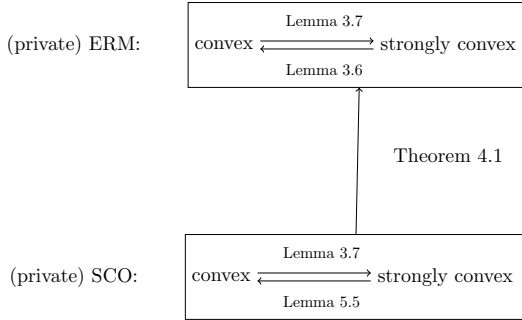 Lemma 3.7
(private) ERM: convex strongly convex
Lemma 3.6
Theorem 4.1
Lemma 3.7
(private) SCO: convex strongly convex
Lemma 5.5